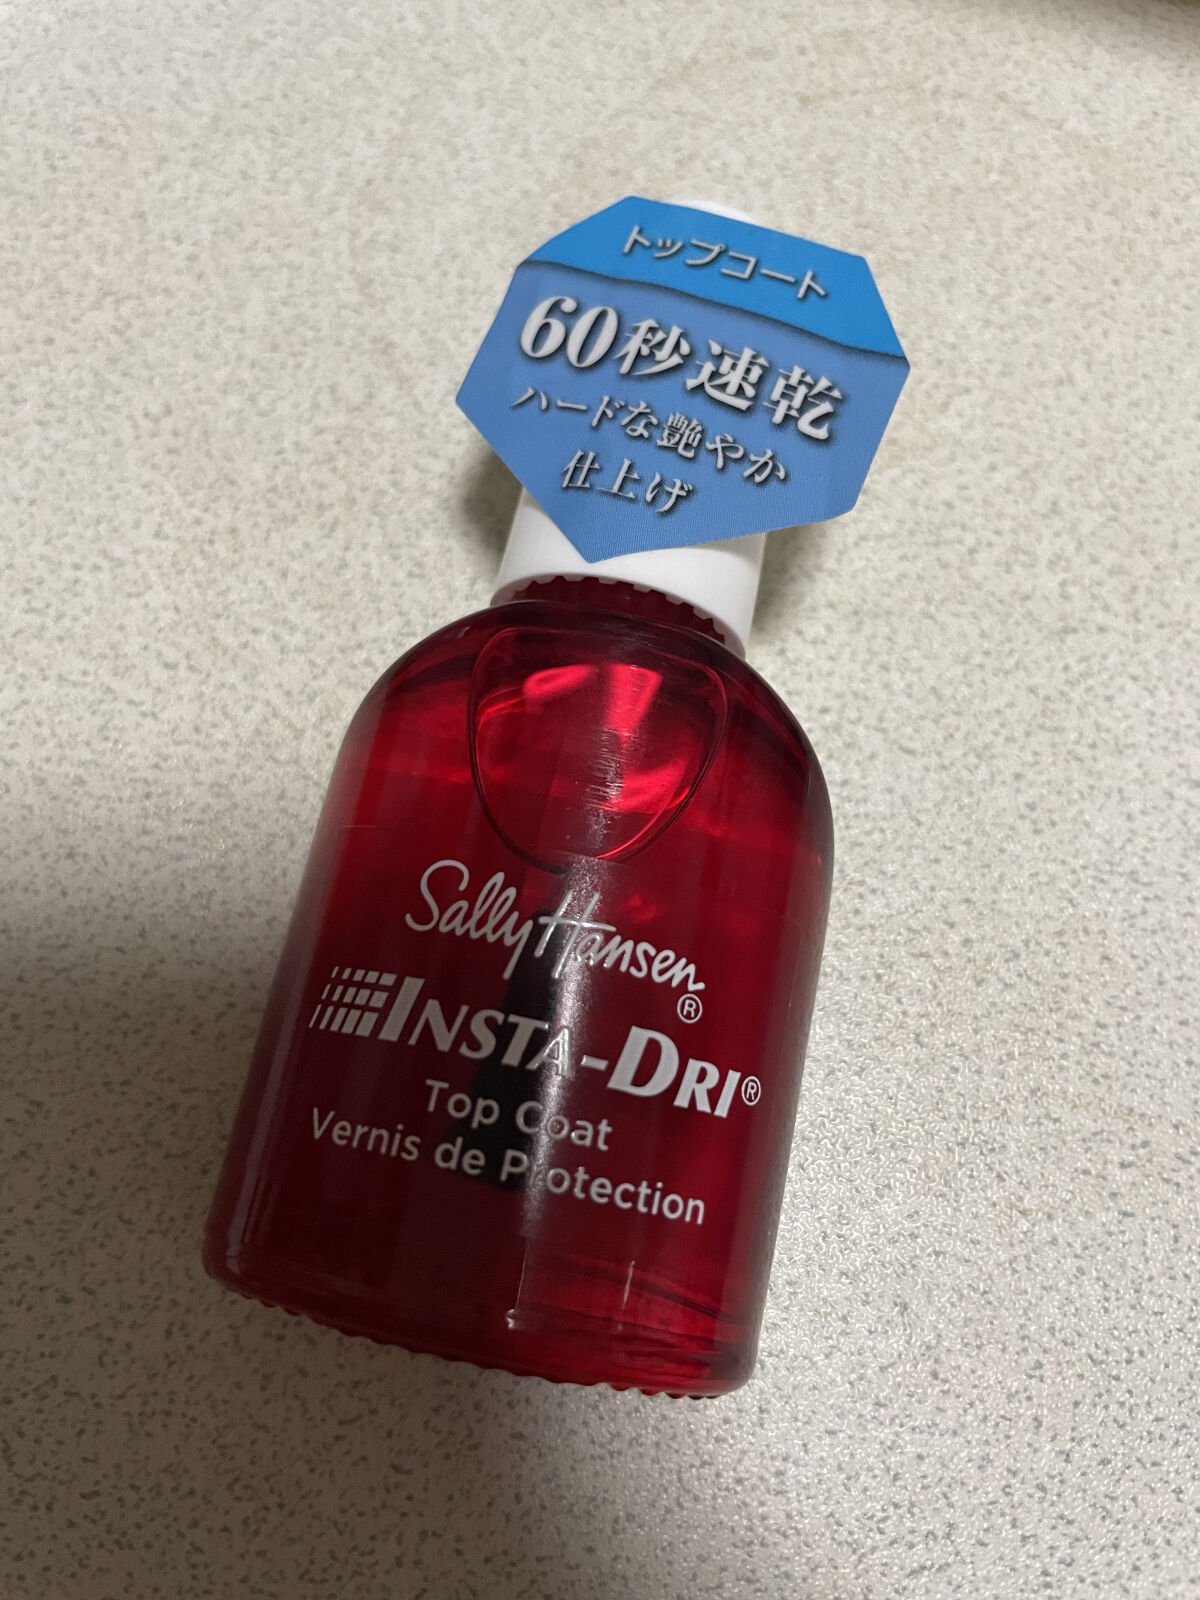 トップコート
60秒速乾
ハードな艶やか
仕上げ
Sally Hansen®
INSTA-DRI®
Top Coat
Vernis de Protection